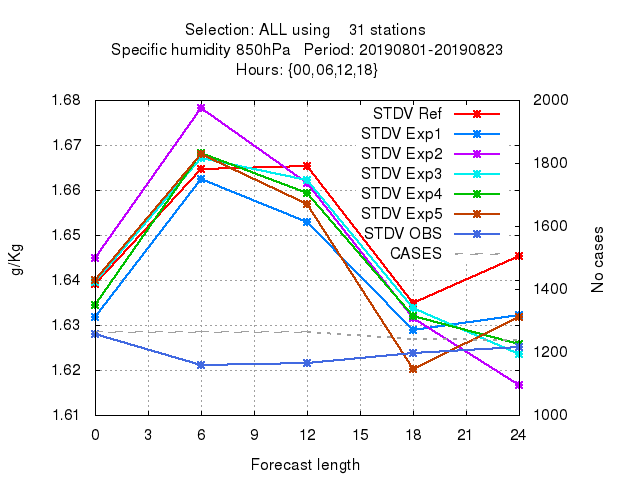 Selection: ALL using 31 stations
Specific humidity 850hPa Period: 20190801-20190823
Hours: {00,06,12,18}
1.68
1.67
1.66
1.65
1.64
1.63
1.62
1.61
g/Kg
2000
1800
1600
1400
1200
1000
No cases
STDV Ref
STDV Exp1
STDV Exp2
STDV Exp3
STDV Exp4
STDV Exp5
STDV OBS
CASES
0 3 6 9 12 15 18 21 24
Forecast length